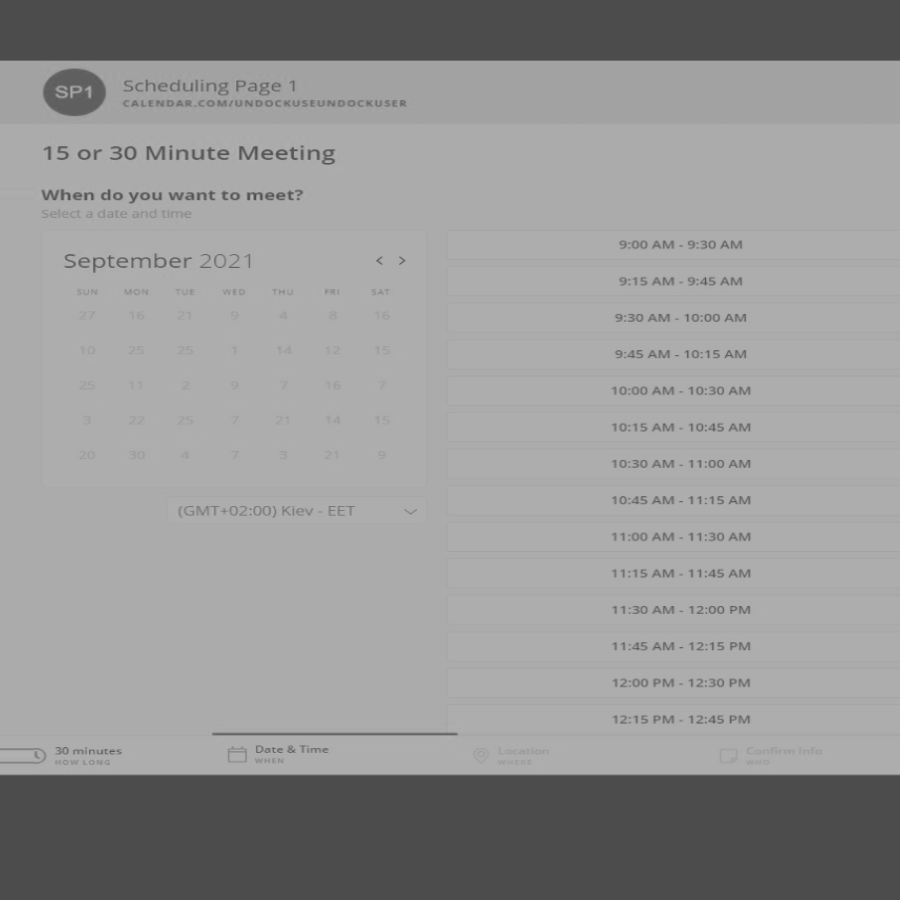 SP1
Scheduling Page 1
CALENDAR.COM/UNDOCKUSEUNDOCKUSER
15 or 30 Minute Meeting
When do you want to meet?
Select a date and time
September 2021
< >
SUN MON TUE WED THU FRI SAT
27 16 21 9 4 8 16
10 25 25 1 14 12 15
25 11 2 9 7 16 7
3 22 25 7 21 14 15
20 30 4 7 3 21 9
(GMT+02:00) Kiev - EET
9:00 AM - 9:30 AM
9:15 AM - 9:45 AM
9:30 AM - 10:00 AM
9:45 AM - 10:15 AM
10:00 AM - 10:30 AM
10:15 AM - 10:45 AM
10:30 AM - 11:00 AM
10:45 AM - 11:15 AM
11:00 AM - 11:30 AM
11:15 AM - 11:45 AM
11:30 AM - 12:00 PM
11:45 AM - 12:15 PM
12:00 PM - 12:30 PM
12:15 PM - 12:45 PM
30 minutes
HOW LONG
Date & Time
WHEN
Location
WHERE
Confirm Info
WHO